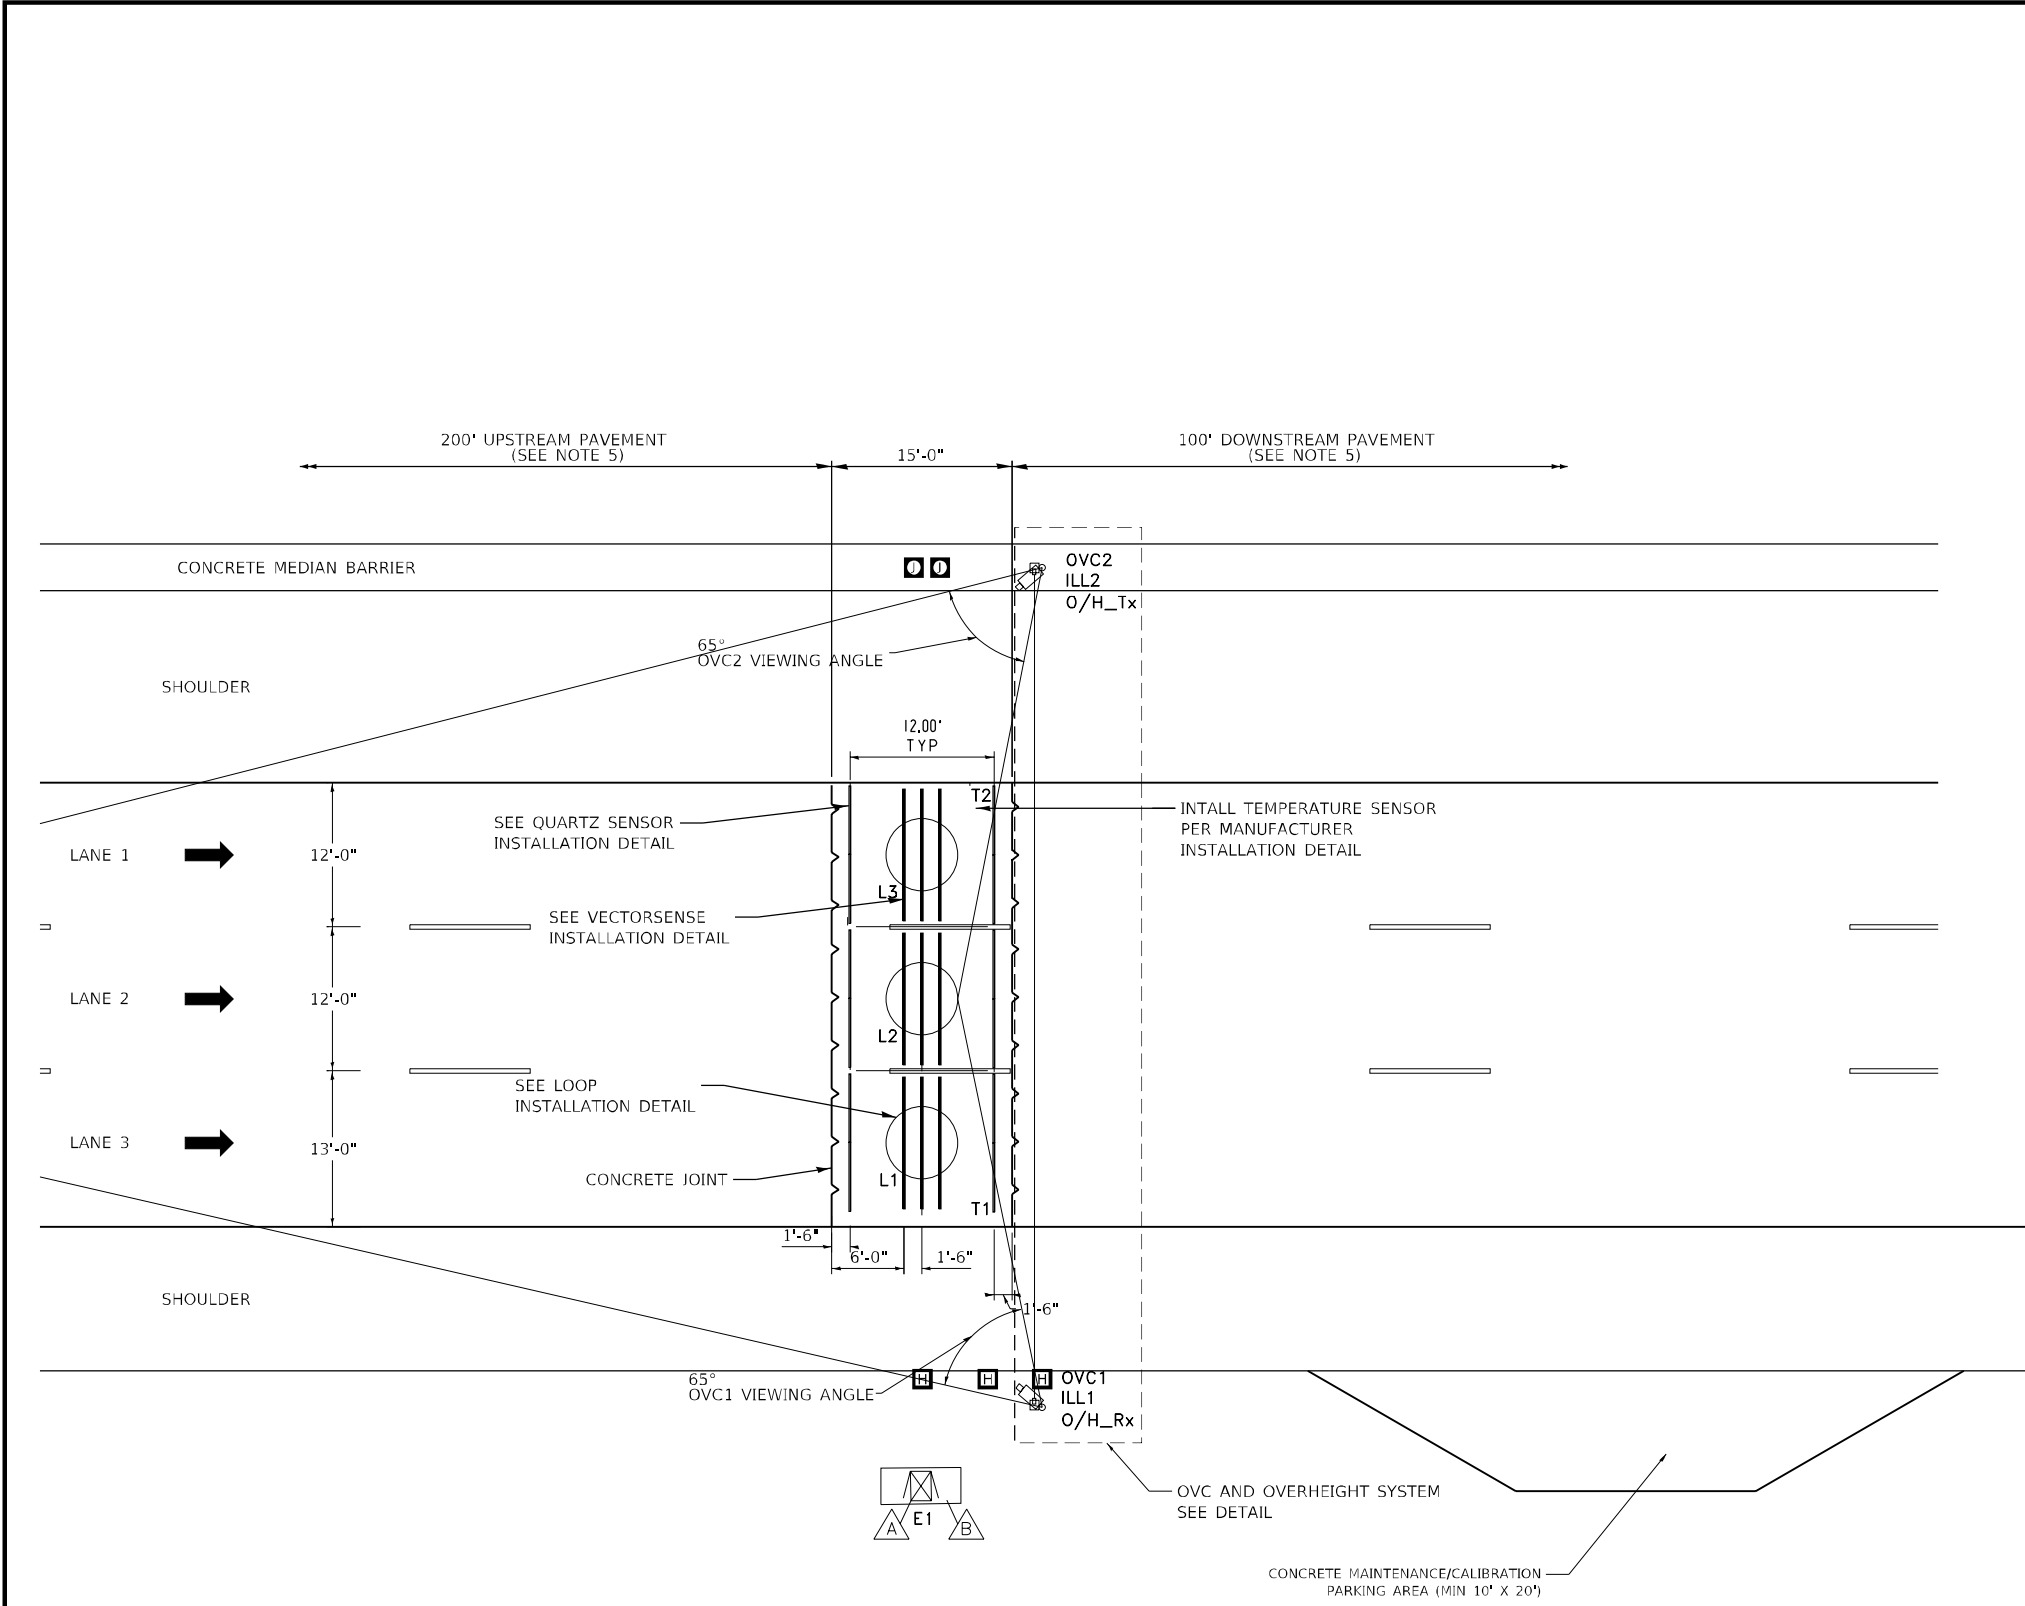 200' UPSTREAM PAVEMENT
(SEE NOTE 5)
15'-0"
100' DOWNSTREAM PAVEMENT
(SEE NOTE 5)
CONCRETE MEDIAN BARRIER
J J
OVC2
ILL2
O/H_Tx
65°
OVC2 VIEWING ANGLE
SHOULDER
12.00'
TYP
T2
SEE QUARTZ SENSOR
INSTALLATION DETAIL
INTALL TEMPERATURE SENSOR
PER MANUFACTURER
INSTALLATION DETAIL
LANE 1
12'-0"
L3
SEE VECTORSENSE
INSTALLATION DETAIL
LANE 2
12'-0"
L2
SEE LOOP
INSTALLATION DETAIL
LANE 3
13'-0"
CONCRETE JOINT
L1
T1
1'-6"
6'-0"
1'-6"
SHOULDER
1'-6"
65°
OVC1 VIEWING ANGLE
H H H
OVC1
ILL1
O/H_Rx
A E1 B
OVC AND OVERHEIGHT SYSTEM
SEE DETAIL
CONCRETE MAINTENANCE/CALIBRATION
PARKING AREA (MIN 10' X 20')